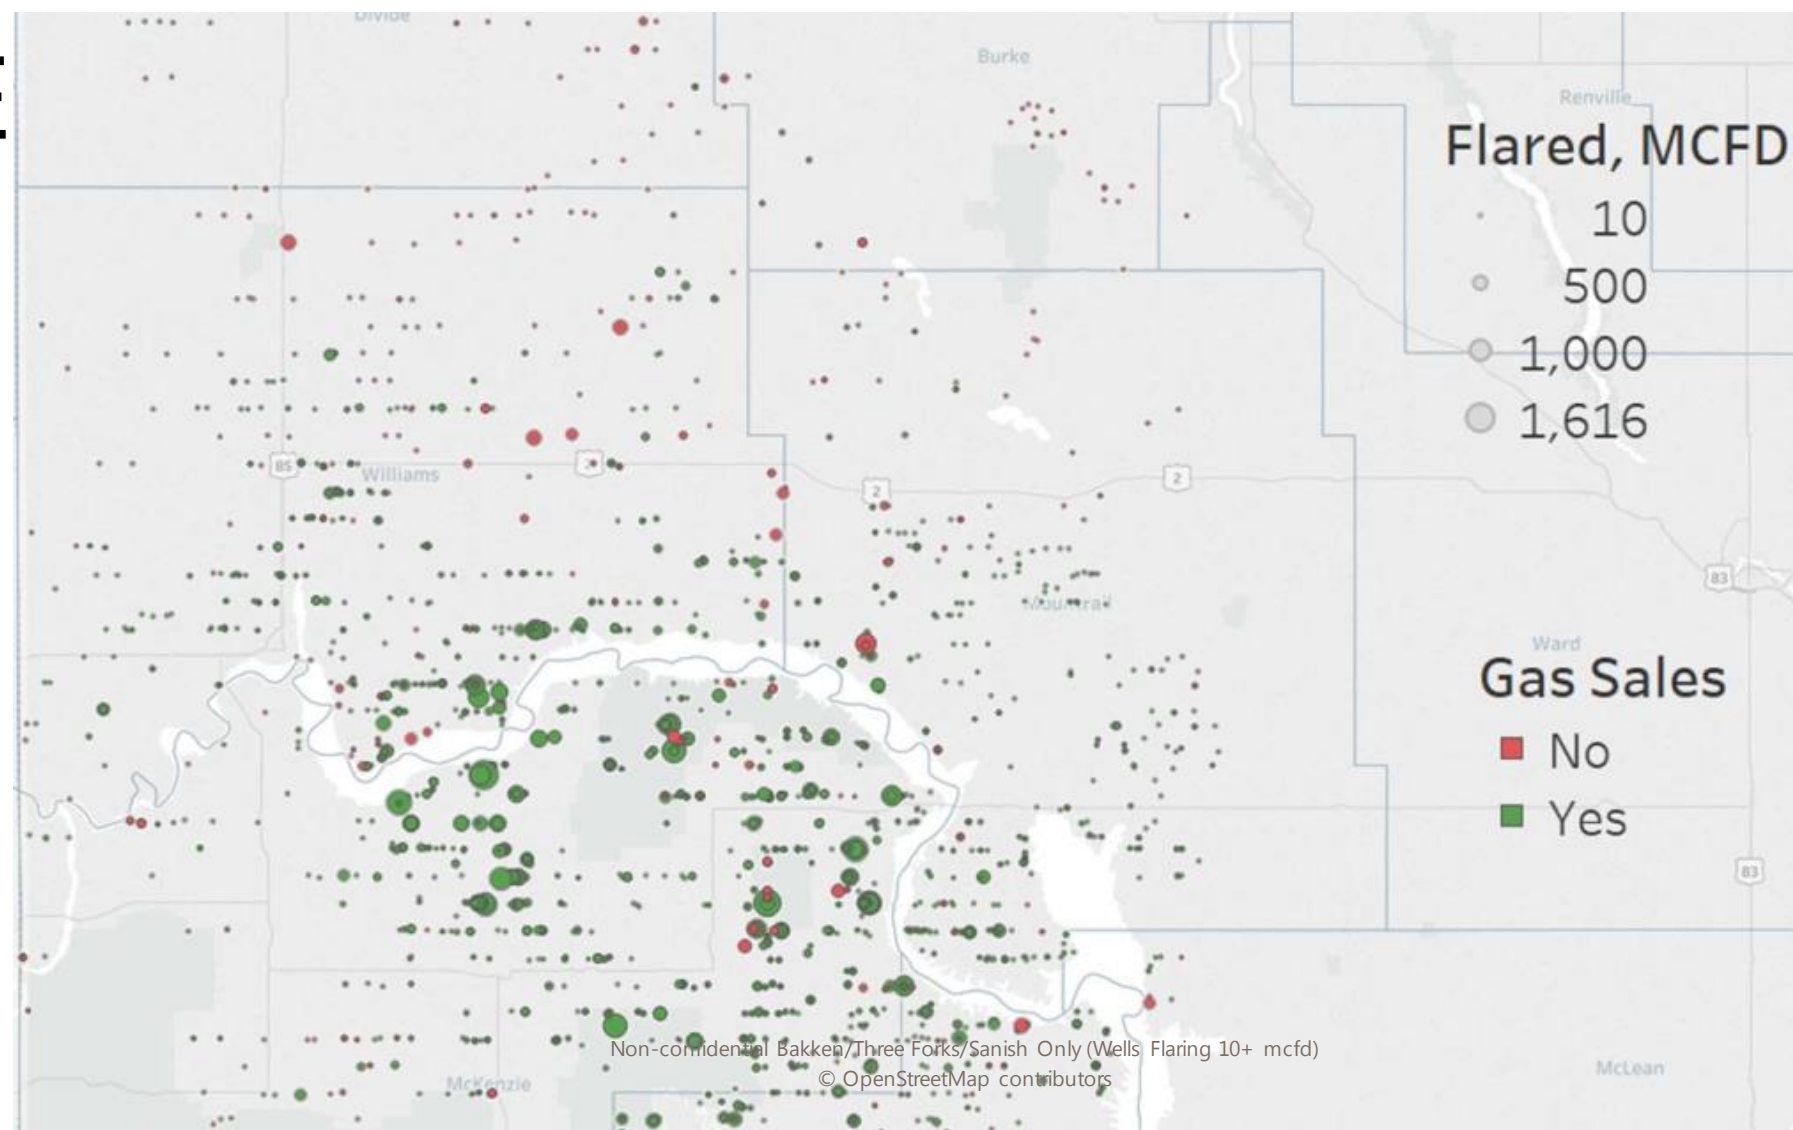 Divide
Burke
Renville
Flared, MCFD
10
500
1,000
1,616
85
2
Williams
2
2
83
Mountrail
Ward
Gas Sales
No
Yes
83
Non-confidential Bakken/Three Forks/Sanish Only (Wells Flaring 10+ mcfd)
© OpenStreetMap contributors
McKenzie
McLean